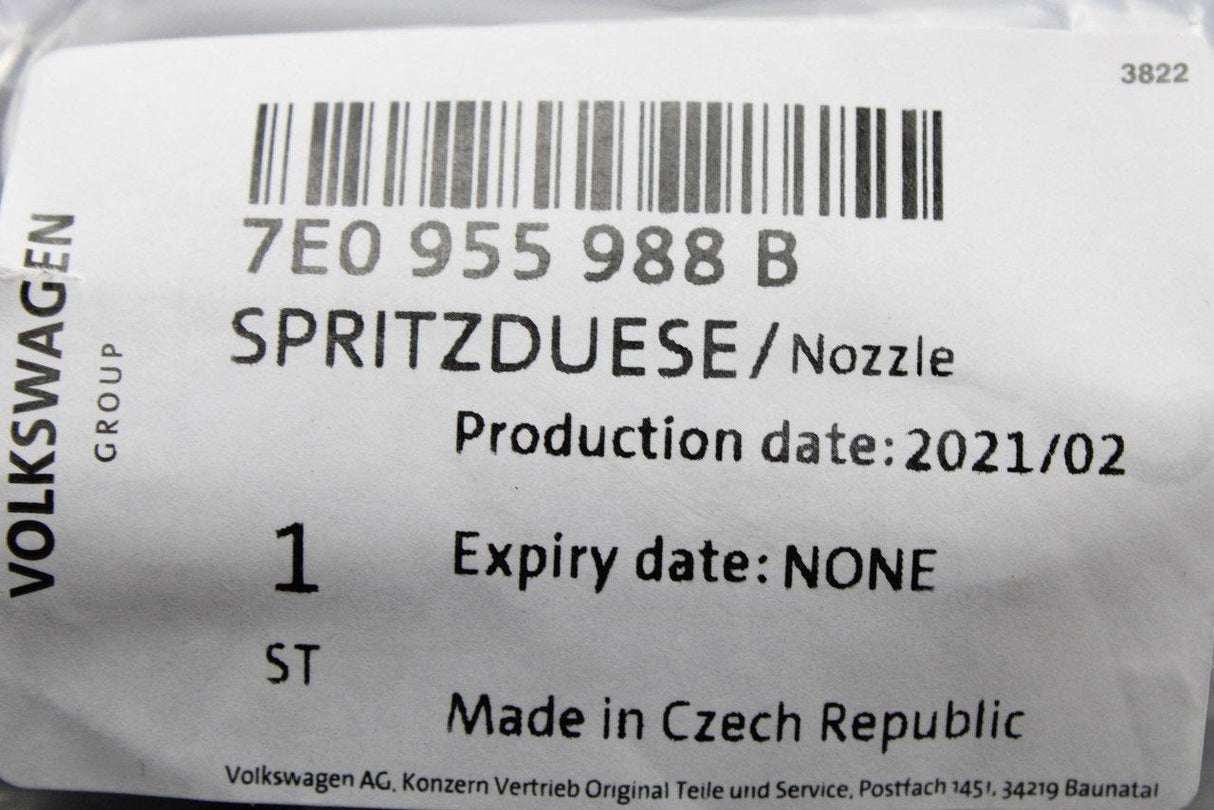 3822
7E0 955 988 B
SPRITZDUESE/Nozzle
Production date:2021/02
1
Expiry date: NONE
ST
Made in Czech Republic
Volkswagen AG, Konzern Vertrieb Original Teile und Service, Postfach 1451, 34219 Baunatal
VOLKSWAGEN
GROUP